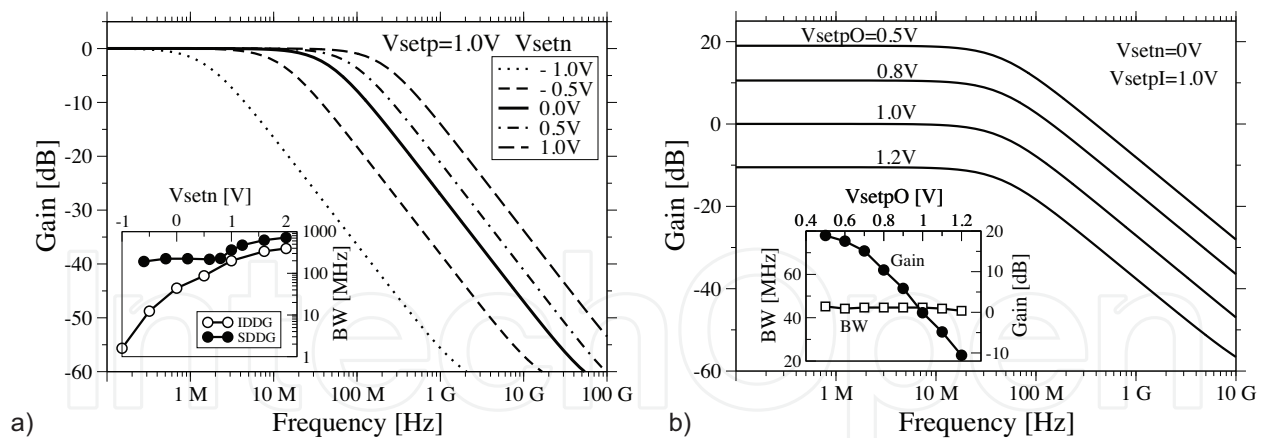 Vsetp=1.0V Vsetn
- 1.0V
- 0.5V
0.0V
0.5V
1.0V
0
-10
-20
-30
-40
-50
-60
Gain [dB]
Vsetn [V]
-1 0 1 2
1000
100
10
1
BW [MHz]
IDDG
SDDG
1 M 10 M 100 M 1 G 10 G 100 G
Frequency [Hz]
a)
VsetpO=0.5V
0.8V
1.0V
1.2V
Vsetn=0V
VsetpI=1.0V
20
0
-20
-40
-60
Gain [dB]
VsetpO [V]
0.4 0.6 0.8 1 1.2
80
60
40
20
BW [MHz]
Gain
BW
20
10
0
-10
Gain [dB]
1 M 10 M 100 M 1 G 10 G
Frequency [Hz]
b)
intechopen